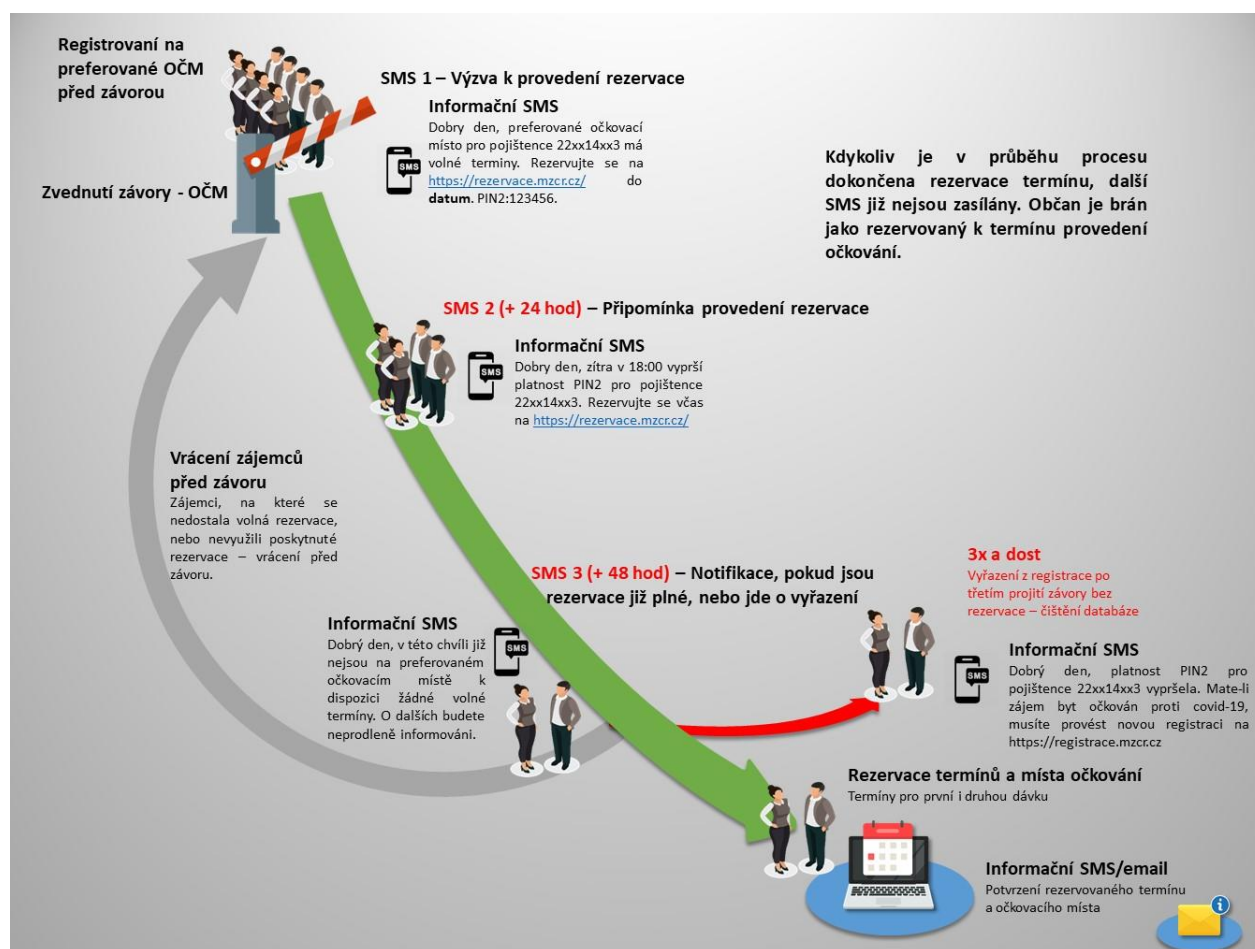 Registrovaní na
preferované OČM
před závorou
SMS 1 – Výzva k provedení rezervace
Informační SMS
Dobry den, preferované očkovací
místo pro pojištěnce 22xx14xx3 má
volné terminy. Rezervujte se na
https://rezervace.mzcr.cz/ do
datum. PIN2:123456.
SMS
Zvednutí závory - OČM
Kdykoliv je v průběhu procesu
dokončena rezervace termínu, další
SMS již nejsou zasílány. Občan je brán
jako rezervovaný k termínu provedení
očkování.
SMS 2 (+ 24 hod) – Připomínka provedení rezervace
Informační SMS
Dobry den, zítra v 18:00 vyprší
platnost PIN2 pro pojištěnce
22xx14xx3. Rezervujte se včas
na https://rezervace.mzcr.cz/
SMS
Vrácení zájemců
před závoru
Zájemci, na které se
nedostala volná rezervace,
nebo nevyužili poskytnuté
rezervace – vrácení před
závoru.
SMS 3 (+ 48 hod) – Notifikace, pokud jsou
rezervace již plné, nebo jde o vyřazení
Informační SMS
Dobrý den, v této chvíli již
nejsou na preferovaném
očkovacím místě k
dispozici žádné volné
termíny. O dalších budete
neprodleně informováni.
SMS
3x a dost
Vyřazení z registrace po
třetím projití závory bez
rezervace – čištění databáze
Informační SMS
Dobrý den, platnost PIN2 pro
pojištěnce 22xx14xx3 vypršela. Mate-li
zájem byt očkován proti covid-19,
musíte provést novou registraci na
https://registrace.mzcr.cz
SMS
Rezervace termínů a místa očkování
Termíny pro první i druhou dávku
Informační SMS/email
Potvrzení rezervovaného termínu
a očkovacího místa
i